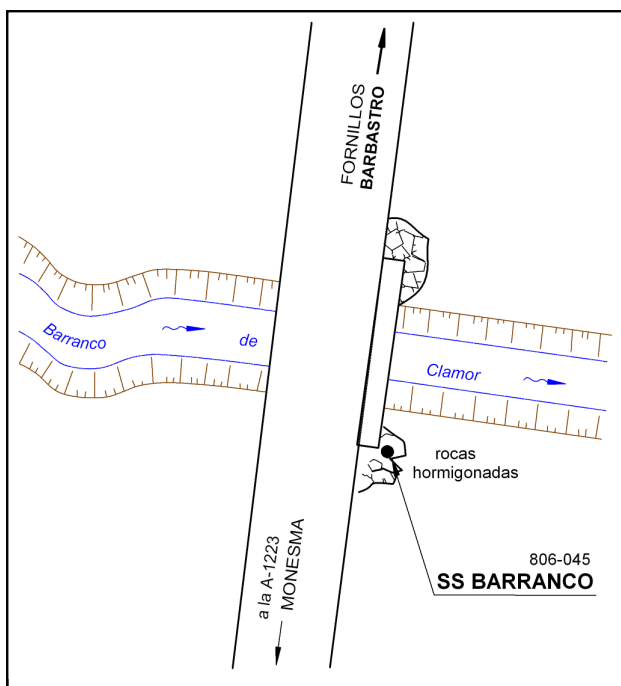 FORNILLOS
BARBASTRO
Barranco de Clamor
rocas
hormigonadas
a la A-1223
MONESMA
806-045
SS BARRANCO